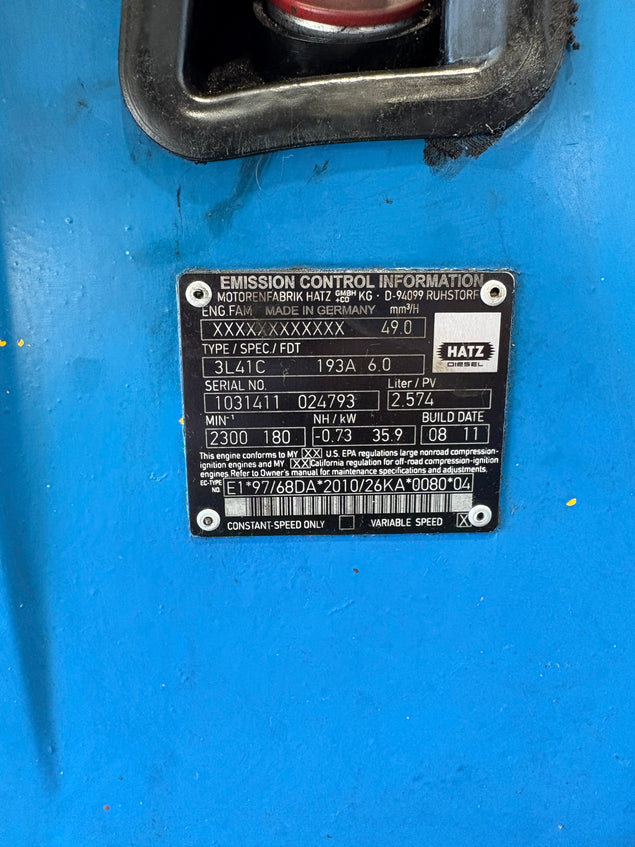 EMISSION CONTROL INFORMATION
MOTORENFABRIK HATZ GMBH +CO KG · D-94099 RUHSTORF
ENG.FAM MADE IN GERMANY mm³/H
XXXXXXXXXXXX 49.0
TYPE / SPEC / FDT
3L41C 193A 6.0
HATZ
DIESEL
SERIAL NO. Liter / PV
1031411 024793 2.574
MIN⁻¹ NH / kW BUILD DATE
2300 180 -0.73 35.9 08 11
This engine conforms to MY XX U.S. EPA regulations large nonroad compression-
ignition engines and MY XX California regulation for off-road compression-ignition
engines. Refer to Owner's manual for maintenance specifications and adjustments.
EC-TYPE NO. E1*97/68DA*2010/26KA*0080*04
CONSTANT-SPEED ONLY VARIABLE SPEED X